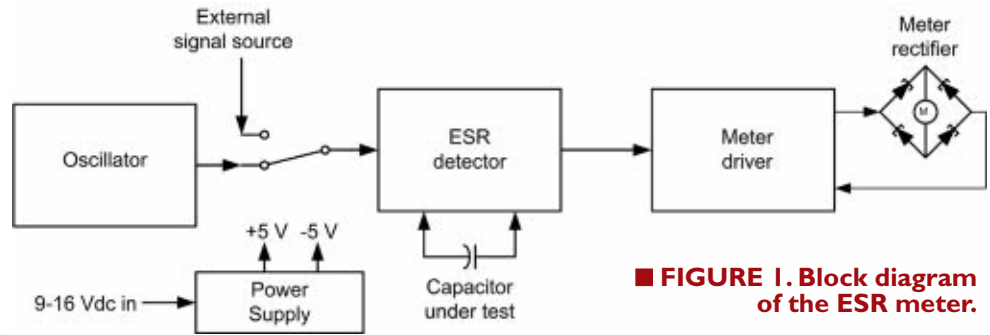 External
signal source
Meter
rectifier
Oscillator
ESR
detector
Meter
driver
M
+5 V
-5 V
9-16 Vdc in
Power
Supply
Capacitor
under test
■ FIGURE 1. Block diagram
of the ESR meter.